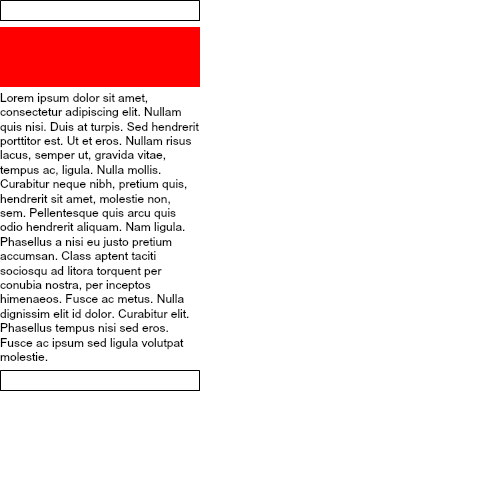 Lorem ipsum dolor sit amet,
consectetur adipiscing elit. Nullam
quis nisi. Duis at turpis. Sed hendrerit
porttitor est. Ut et eros. Nullam risus
lacus, semper ut, gravida vitae,
tempus ac, ligula. Nulla mollis.
Curabitur neque nibh, pretium quis,
hendrerit sit amet, molestie non,
sem. Pellentesque quis arcu quis
odio hendrerit aliquam. Nam ligula.
Phasellus a nisi eu justo pretium
accumsan. Class aptent taciti
sociosqu ad litora torquent per
conubia nostra, per inceptos
himenaeos. Fusce ac metus. Nulla
dignissim elit id dolor. Curabitur elit.
Phasellus tempus nisi sed eros.
Fusce ac ipsum sed ligula volutpat
molestie.